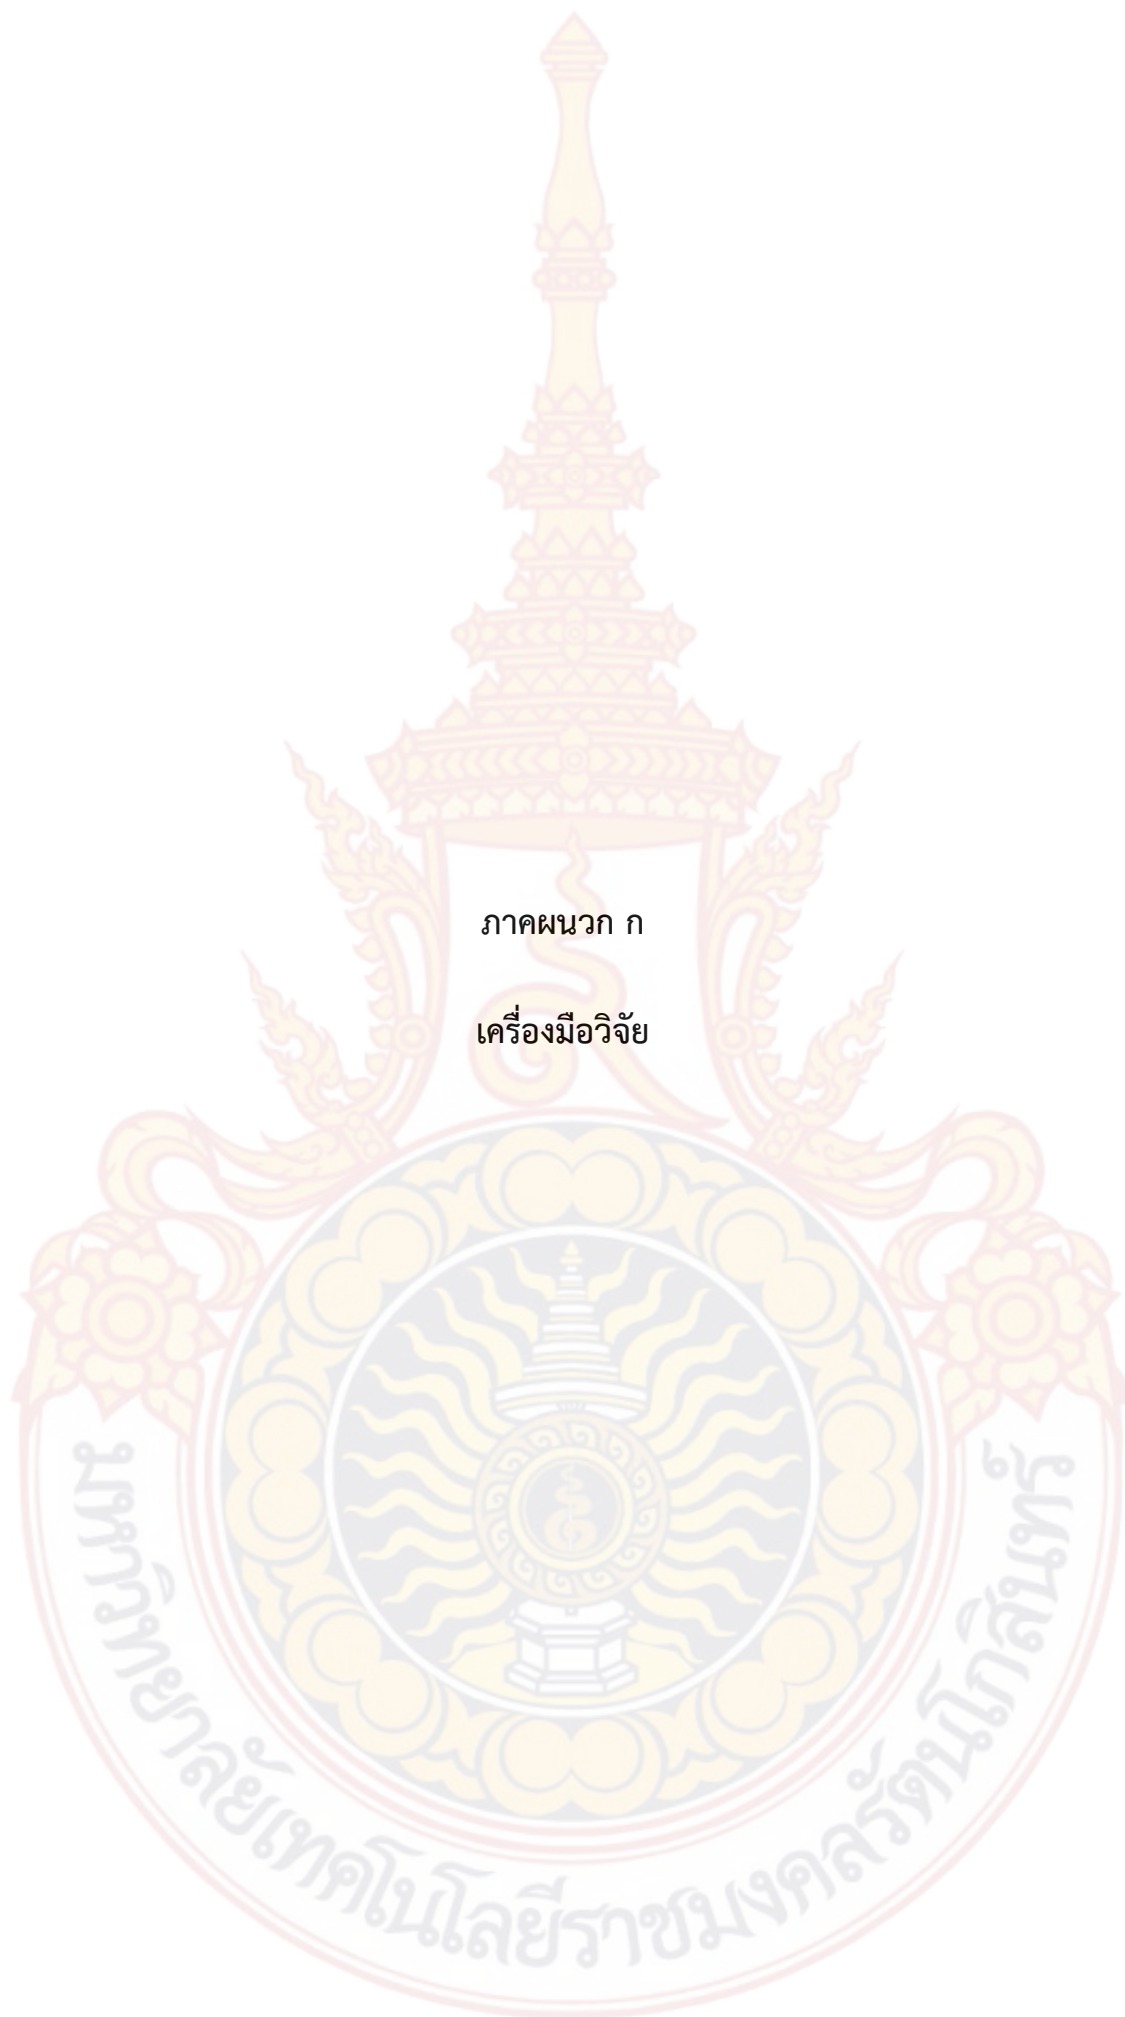 ภาคผนวก ก
เครื่องมือวิจัย
มหาวิทยาลัยเทคโนโลยีราชมงคลรัตนโกสินทร์